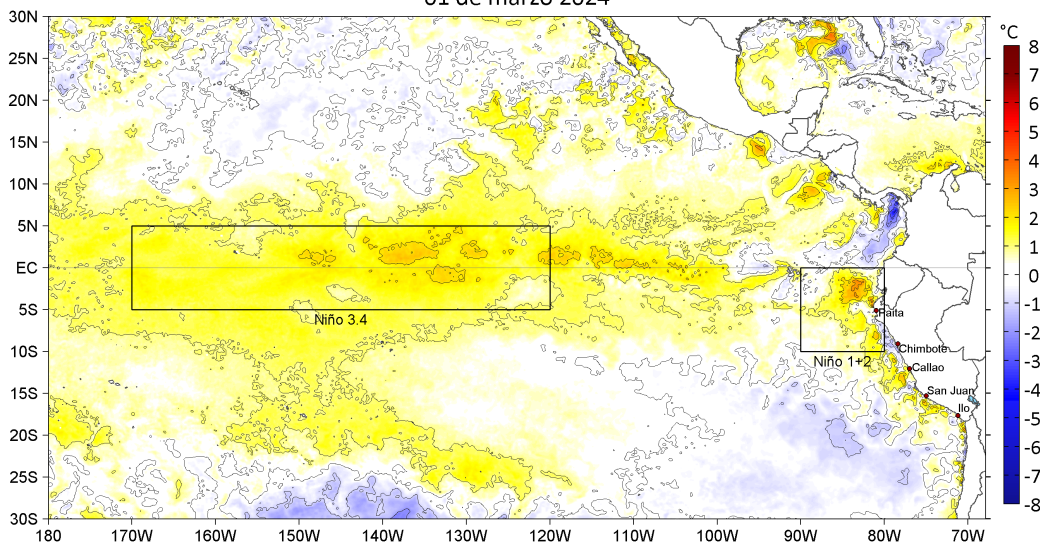 01 de marzo 2024
°C
30N
25N
20N
15N
10N
5N
EC
5S
10S
15S
20S
25S
30S
Niño 3.4
Niño 1+2
Paita
Chimbote
Callao
San Juan
Ilo
180 170W 160W 150W 140W 130W 120W 110W 100W 90W 80W 70W
8
7
6
5
4
3
2
1
0
-1
-2
-3
-4
-5
-6
-7
-8